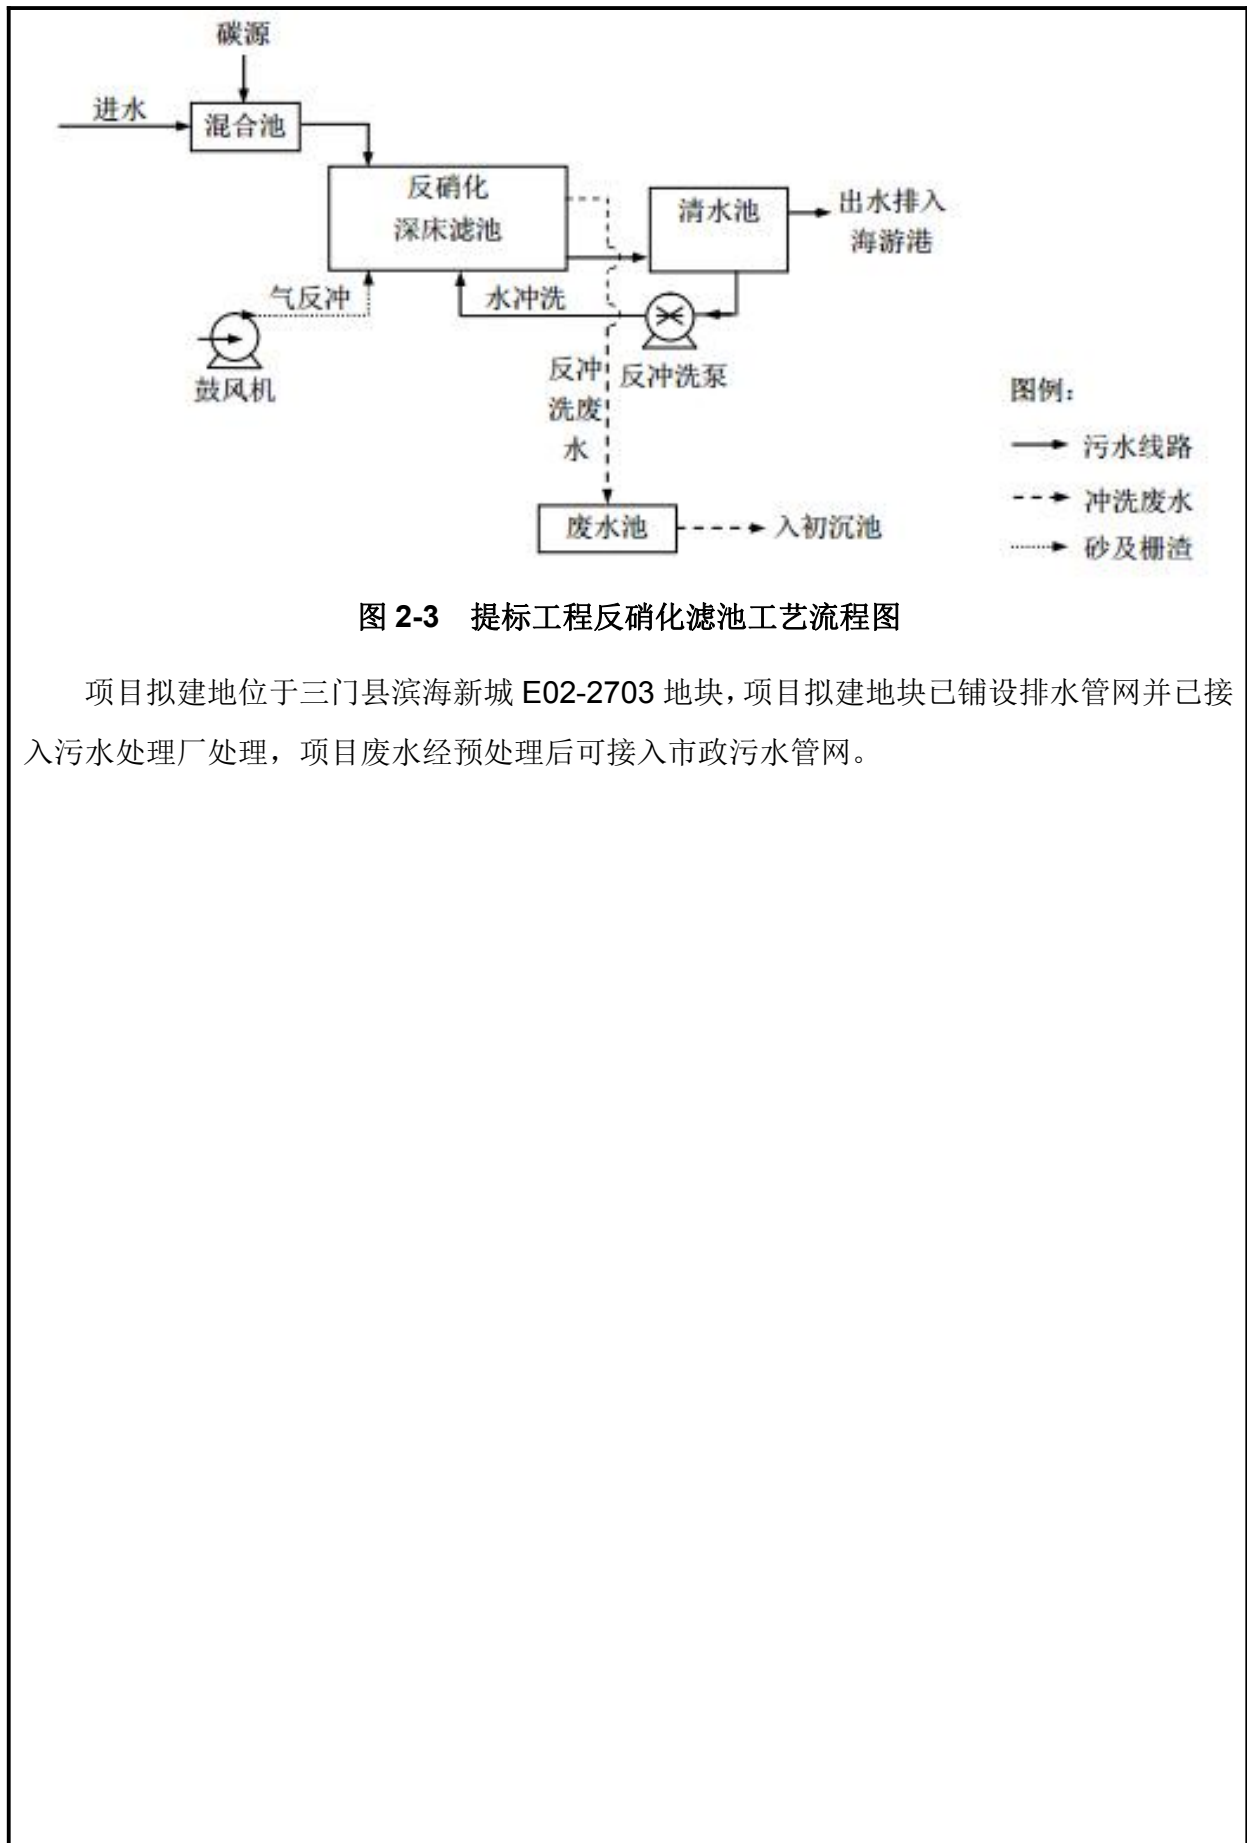 碳源
进水
混合池
反硝化
深床滤池
清水池
出水排入
海游港
气反冲
水冲洗
鼓风机
反冲
洗废
水
反冲洗泵
废水池
入初沉池
图例：
污水线路
冲洗废水
砂及栅渣
图 2-3 提标工程反硝化滤池工艺流程图
项目拟建地位于三门县滨海新城 E02-2703 地块，项目拟建地块已铺设排水管网并已接
入污水处理厂处理，项目废水经预处理后可接入市政污水管网。